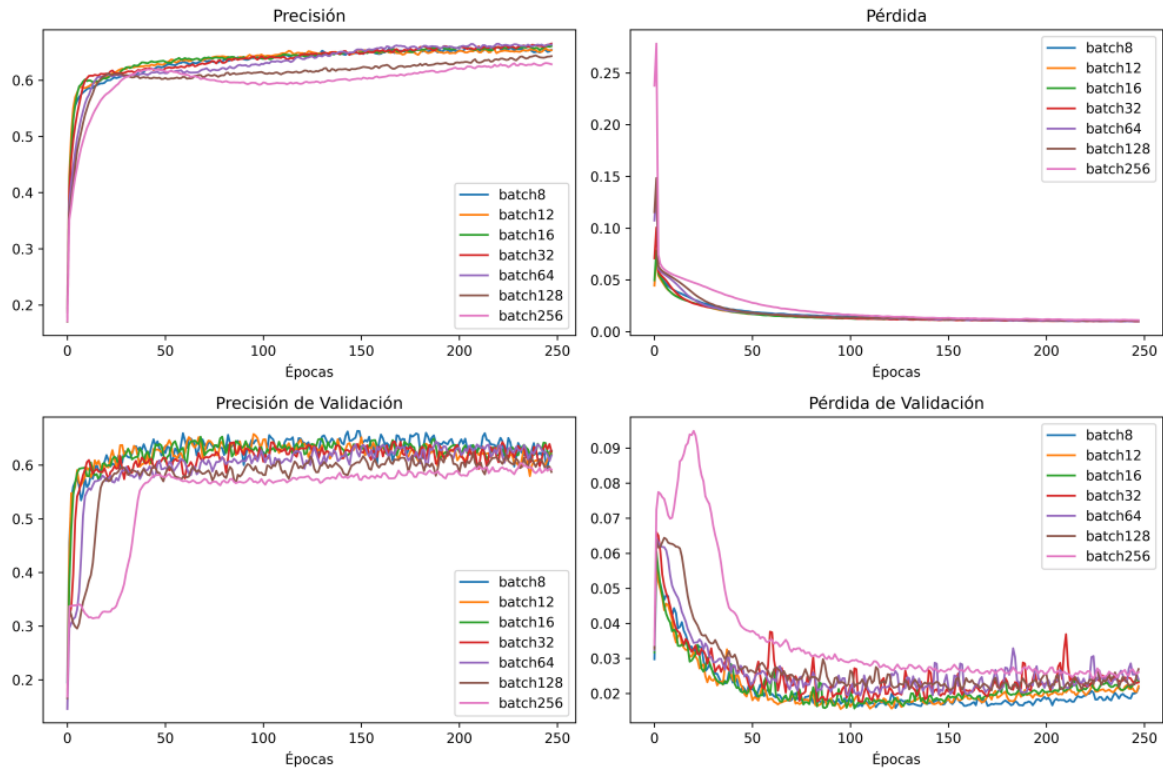 Precisión
0.6
0.5
0.4
0.3
0.2
0
50
100
150
200
250
Épocas
batch8
batch12
batch16
batch32
batch64
batch128
batch256
Pérdida
0.25
0.20
0.15
0.10
0.05
0.00
0
50
100
150
200
250
Épocas
batch8
batch12
batch16
batch32
batch64
batch128
batch256
Precisión de Validación
0.6
0.5
0.4
0.3
0.2
0
50
100
150
200
250
Épocas
batch8
batch12
batch16
batch32
batch64
batch128
batch256
Pérdida de Validación
0.09
0.08
0.07
0.06
0.05
0.04
0.03
0.02
0
50
100
150
200
250
Épocas
batch8
batch12
batch16
batch32
batch64
batch128
batch256